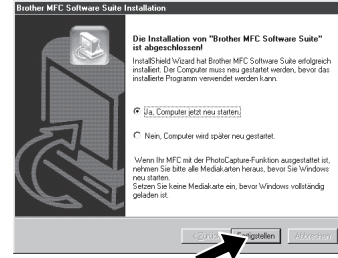 Brother MFC Software Suite Installation
Die Installation von "Brother MFC Software Suite"
ist abgeschlossen!
InstallShield Wizard hat Brother MFC Software Suite erfolgreich
installiert. Der Computer muss neu gestartet werden, bevor das
installierte Programm verwendet werden kann.
Ja, Computer jetzt neu starten.
Nein, Computer wird später neu gestartet.
Wenn Ihr MFC mit der PhotoCapture-Funktion ausgestattet ist,
nehmen Sie bitte alle Mediakarten heraus, bevor Sie Windows
neu starten.
Setzen Sie keine Mediakarte ein, bevor Windows vollständig
geladen ist.
< Zurück Fertigstellen Abbrechen